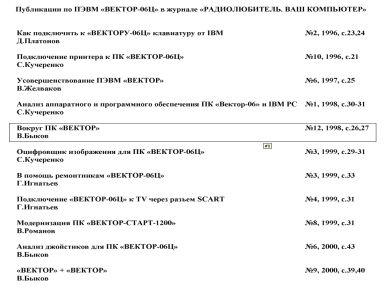 Публикации по ПЭВМ «ВЕКТОР-06Ц» в журнале «РАДИОЛЮБИТЕЛЬ. ВАШ КОМПЬЮТЕР»
Как подключить к «ВЕКТОРУ-06Ц» клавиатуру от IBM №2, 1996, с.23,24
Д.Платонов
Подключение принтера к ПК «ВЕКТОР-06Ц» №10, 1996, с.21
С.Кучеренко
Усовершенствование ПЭВМ «ВЕКТОР» №6, 1997, с.25
В.Желваков
Анализ аппаратного и программного обеспечения ПК «Вектор-06» и IBM PC №1, 1998, с.30-31
С.Кучеренко
Вокруг ПК «ВЕКТОР» №12, 1998, с.26,27
В.Быков
Оцифровщик изображения для ПК «ВЕКТОР-06Ц» №3, 1999, с.29-31
С.Кучеренко
В помощь ремонтникам «ВЕКТОР-06Ц» №3, 1999, с.33
Г.Игнатьев
Подключение «ВЕКТОР-06Ц» к TV через разъем SCART №4, 1999, с.31
Г.Игнатьев
Модернизация ПК «ВЕКТОР-СТАРТ-1200» №8, 1999, с.31
В.Романов
Анализ джойстиков для ПК «ВЕКТОР-06Ц» №6, 2000, с.43
В.Быков
«ВЕКТОР» + «ВЕКТОР» №9, 2000, с.39,40
В.Быков